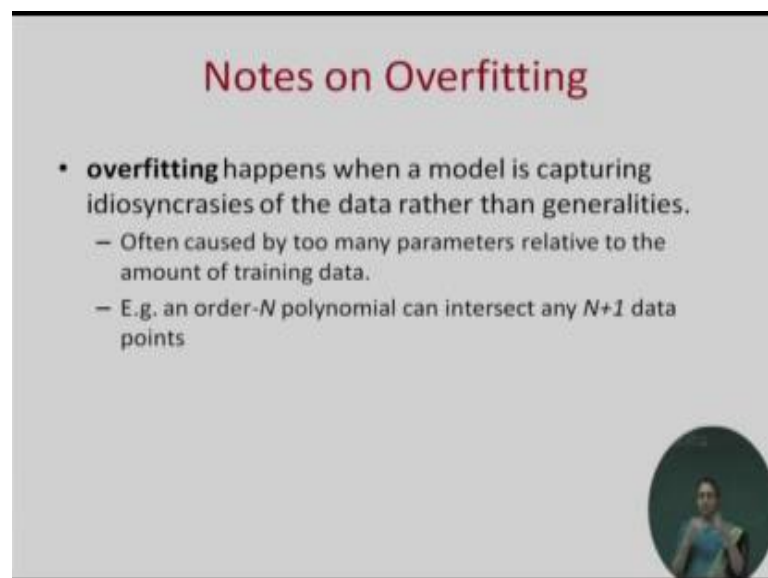 Notes on Overfitting
• overfitting happens when a model is capturing
idiosyncrasies of the data rather than generalities.
– Often caused by too many parameters relative to the
amount of training data.
– E.g. an order-N polynomial can intersect any N+1 data
points